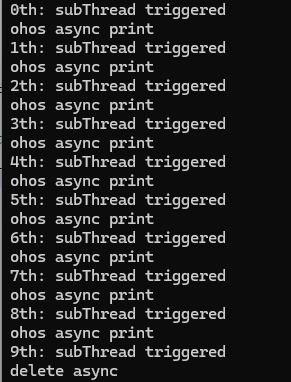 0th: subThread triggered
ohos async print
1th: subThread triggered
ohos async print
2th: subThread triggered
ohos async print
3th: subThread triggered
ohos async print
4th: subThread triggered
ohos async print
5th: subThread triggered
ohos async print
6th: subThread triggered
ohos async print
7th: subThread triggered
ohos async print
8th: subThread triggered
ohos async print
9th: subThread triggered
delete async